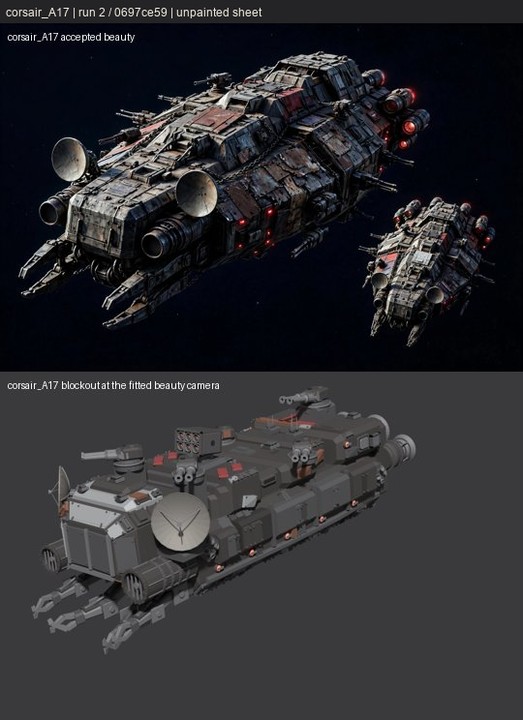 corsair_A17 | run 2 / 0697ce59 | unpainted sheet
corsair_A17 accepted beauty
corsair_A17 blockout at the fitted beauty camera